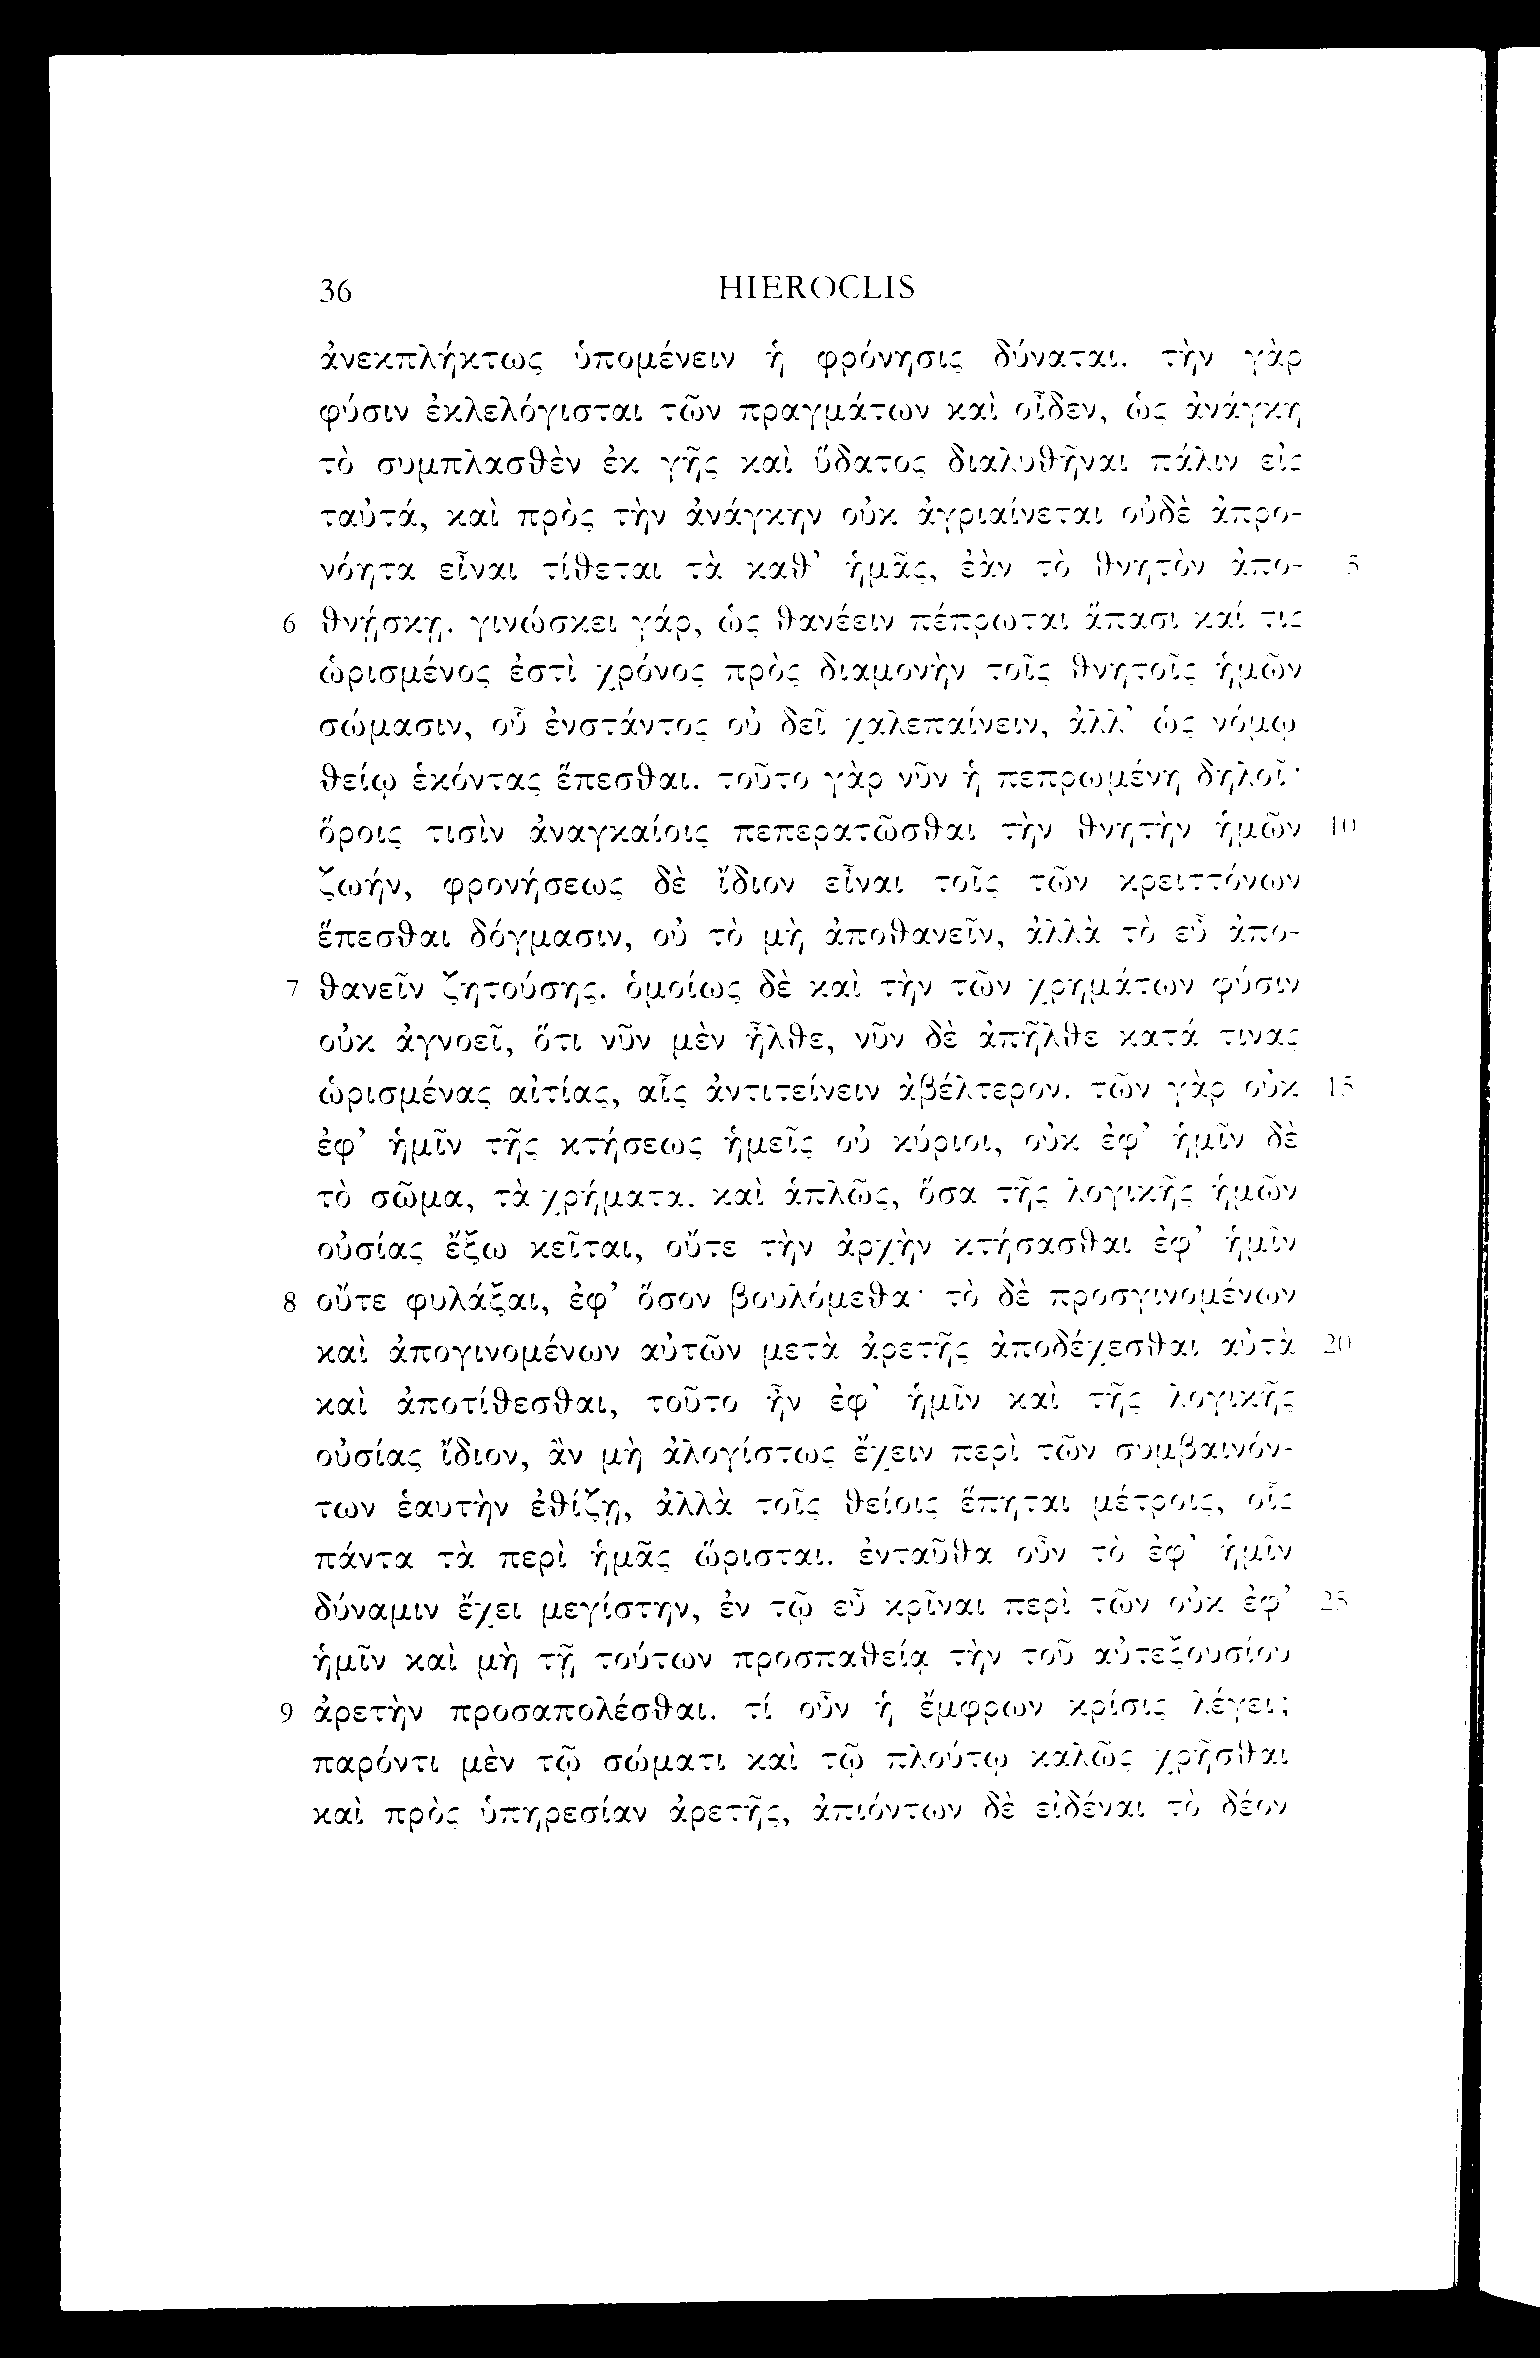 36 HIEROCLIS
ἀνεκπλήκτως ὑπομένειν ἡ φρόνησις δύναται. τὴν γὰρ
φύσιν ἐκλελόγισται τῶν πραγμάτων καὶ οἶδεν, ὡς ἀνάγκη
τὸ συμπλασθὲν ἐκ γῆς καὶ ὕδατος διαλυθῆναι πάλιν εἰς
ταὐτά, καὶ πρὸς τὴν ἀνάγκην οὐκ ἀγριαίνεται οὐδὲ ἀπρο-
νόητα εἶναι τίθεται τὰ καθ’ ἡμᾶς, ἐὰν τὸ θνητὸν ἀπο- 5
6 θνήσκῃ. γινώσκει γάρ, ὡς θανέειν πέπρωται ἅπασι καί τις
ὡρισμένος ἐστὶ χρόνος πρὸς διαμονὴν τοῖς θνητοῖς ἡμῶν
σώμασιν, οὗ ἐνστάντος οὐ δεῖ χαλεπαίνειν, ἀλλ’ ὡς νόμῳ
θείῳ ἑκόντας ἕπεσθαι. τοῦτο γὰρ νῦν ἡ πεπρωμένη δηλοῖ·
ὅροις τισὶν ἀναγκαίοις πεπερατῶσθαι τὴν θνητὴν ἡμῶν 10
ζωήν, φρονήσεως δὲ ἴδιον εἶναι τοῖς τῶν κρειττόνων
ἕπεσθαι δόγμασιν, οὐ τὸ μὴ ἀποθανεῖν, ἀλλὰ τὸ εὖ ἀπο-
7 θανεῖν ζητούσης. ὁμοίως δὲ καὶ τὴν τῶν χρημάτων φύσιν
οὐκ ἀγνοεῖ, ὅτι νῦν μὲν ἦλθε, νῦν δὲ ἀπῆλθε κατά τινας
ὡρισμένας αἰτίας, αἷς ἀντιτείνειν ἀβέλτερον. τῶν γὰρ οὐκ 15
ἐφ’ ἡμῖν τῆς κτήσεως ἡμεῖς οὐ κύριοι, οὐκ ἐφ’ ἡμῖν δὲ
τὸ σῶμα, τὰ χρήματα. καὶ ἁπλῶς, ὅσα τῆς λογικῆς ἡμῶν
οὐσίας ἔξω κεῖται, οὔτε τὴν ἀρχὴν κτήσασθαι ἐφ’ ἡμῖν
8 οὔτε φυλάξαι, ἐφ’ ὅσον βουλόμεθα· τὸ δὲ προσγινομένων
καὶ ἀπογινομένων αὐτῶν μετὰ ἀρετῆς ἀποδέχεσθαι αὐτὰ 20
καὶ ἀποτίθεσθαι, τοῦτο ἦν ἐφ’ ἡμῖν καὶ τῆς λογικῆς
οὐσίας ἴδιον, ἂν μὴ ἀλογίστως ἔχειν περὶ τῶν συμβαινόν-
των ἑαυτὴν ἐθίζῃ, ἀλλὰ τοῖς θείοις ἕπηται μέτροις, οἷς
πάντα τὰ περὶ ἡμᾶς ὥρισται. ἐνταῦθα οὖν τὸ ἐφ’ ἡμῖν
δύναμιν ἔχει μεγίστην, ἐν τῷ εὖ κρῖναι περὶ τῶν οὐκ ἐφ’ 25
ἡμῖν καὶ μὴ τῇ τούτων προσπαθείᾳ τὴν τοῦ αὐτεξουσίου
9 ἀρετὴν προσαπολέσθαι. τί οὖν ἡ ἔμφρων κρίσις λέγει;
παρόντι μὲν τῷ σώματι καὶ τῷ πλούτῳ καλῶς χρῆσθαι
καὶ πρὸς ὑπηρεσίαν ἀρετῆς, ἀπιόντων δὲ εἰδέναι τὸ δέον